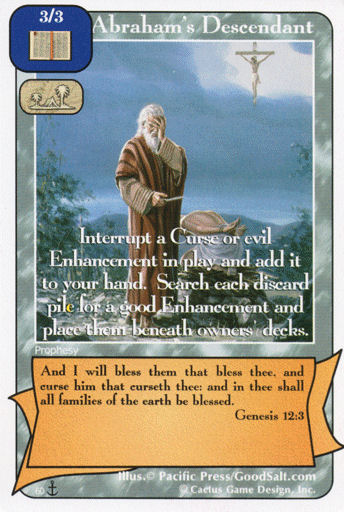 3/3
Abraham's Descendant
Interrupt a Curse or evil
Enhancement in play and add it
to your hand. Search each discard
pile for a good Enhancement and
place them beneath owners' decks.
Prophesy
And I will bless them that bless thee, and
curse him that curseth thee: and in thee shall
all families of the earth be blessed.
Genesis 12:3
Illus.© Pacific Press/GoodSalt.com
60 © Cactus Game Design, Inc.